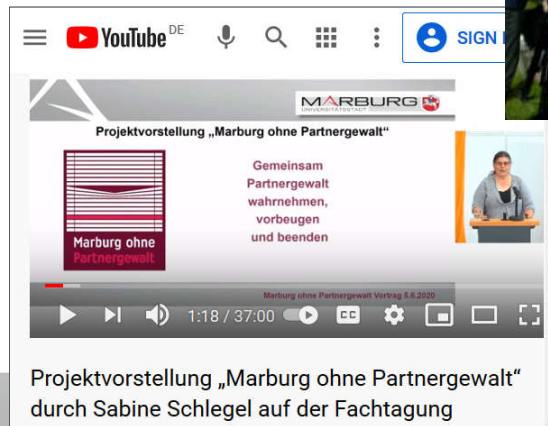 YouTube DE
SIGN
MARBURG
UNIVERSITÄTSSTADT
Projektvorstellung „Marburg ohne Partnergewalt“
Gemeinsam
Partnergewalt
wahrnehmen,
vorbeugen
und beenden
Marburg ohne
Partnergewalt
Marburg ohne Partnergewalt Vortrag 5.6.2020
1:18 / 37:00
CC
Projektvorstellung „Marburg ohne Partnergewalt“
durch Sabine Schlegel auf der Fachtagung